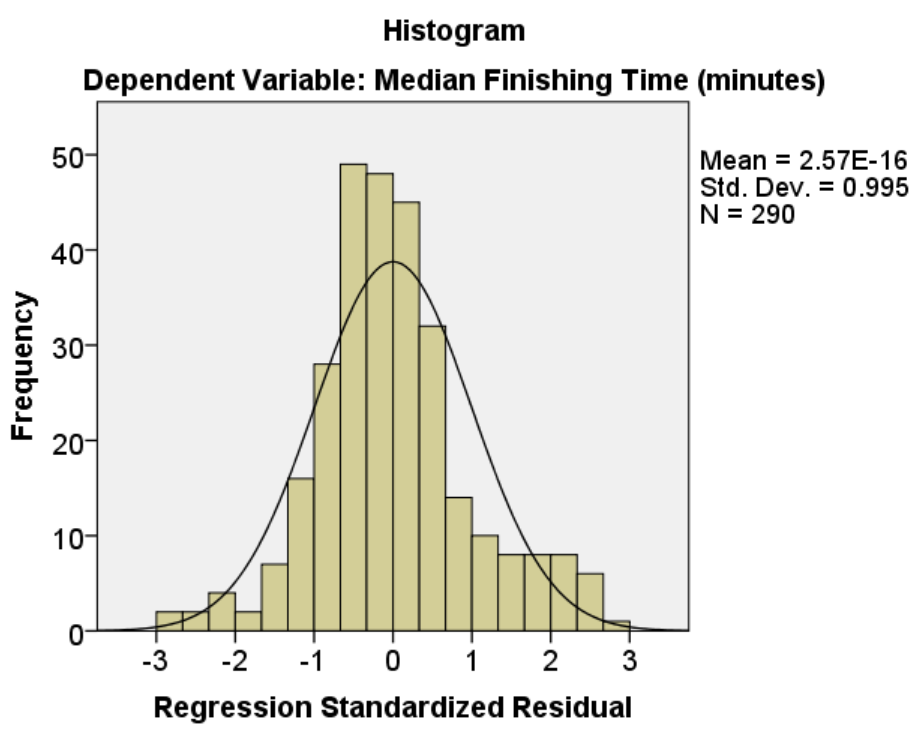 Histogram
Dependent Variable: Median Finishing Time (minutes)
Mean = 2.57E-16
Std. Dev. = 0.995
N = 290
Frequency
50
40
30
20
10
0
-3 -2 -1 0 1 2 3
Regression Standardized Residual